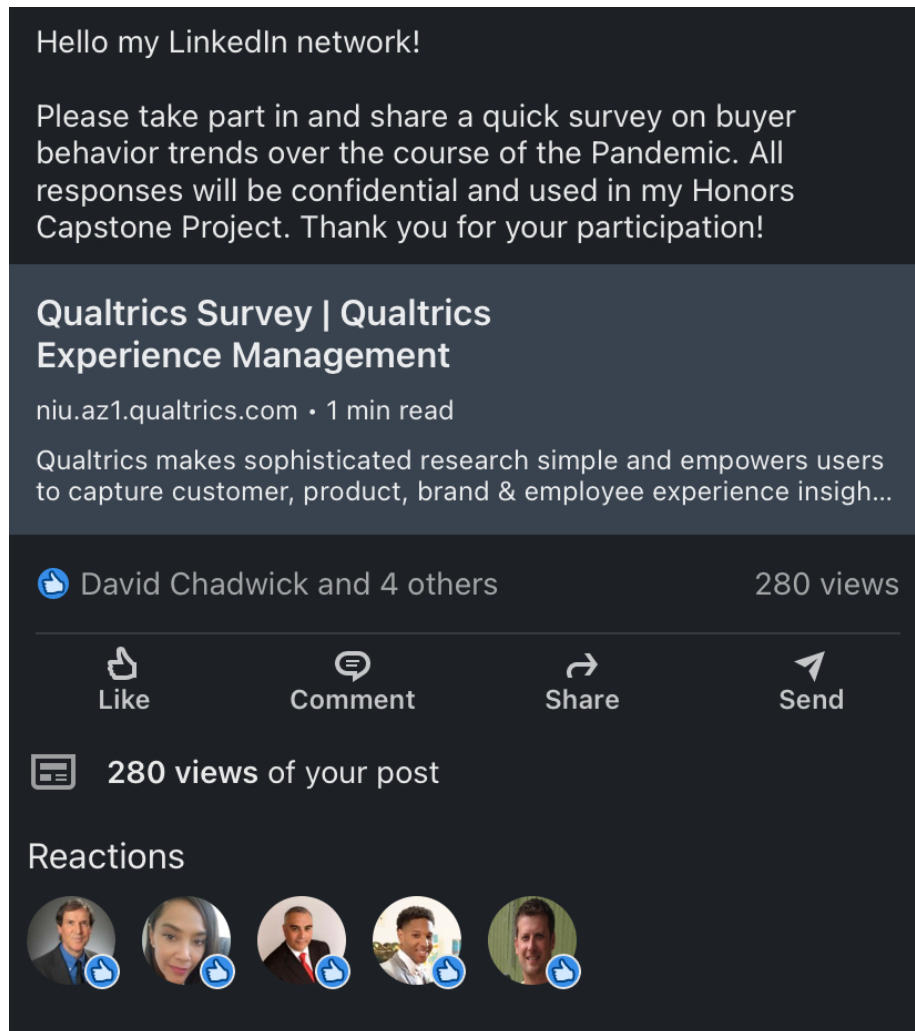 Hello my LinkedIn network!
Please take part in and share a quick survey on buyer
behavior trends over the course of the Pandemic. All
responses will be confidential and used in my Honors
Capstone Project. Thank you for your participation!
Qualtrics Survey | Qualtrics
Experience Management
niu.az1.qualtrics.com • 1 min read
Qualtrics makes sophisticated research simple and empowers users
to capture customer, product, brand & employee experience insigh...
David Chadwick and 4 others 280 views
Like Comment Share Send
280 views of your post
Reactions